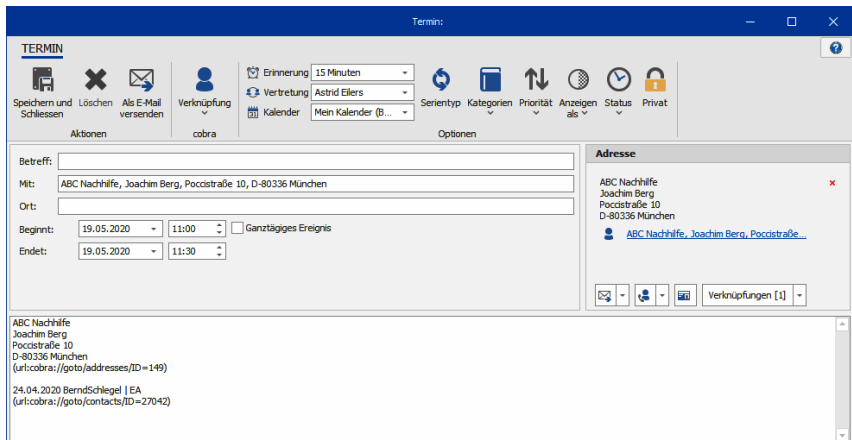 Termin:
TERMIN
Speichern und Schliessen
Löschen
Als E-Mail versenden
Aktionen
Verknüpfung
cobra
Erinnerung 15 Minuten
Vertretung Astrid Eilers
Kalender Mein Kalender (B...
Serientyp
Kategorien
Priorität
Anzeigen als
Status
Privat
Optionen
Betreff:
Mit: ABC Nachhilfe, Joachim Berg, Poccistraße 10, D-80336 München
Ort:
Beginnt: 19.05.2020 11:00 Ganztägiges Ereignis
Endet: 19.05.2020 11:30
Adresse
ABC Nachhilfe
Joachim Berg
Poccistraße 10
D-80336 München
ABC Nachhilfe, Joachim Berg, Poccistraße...
Verknüpfungen [1]
ABC Nachhilfe
Joachim Berg
Poccistraße 10
D-80336 München
(url:cobra://goto/addresses/ID=149)
24.04.2020 BerndSchlegel | EA
(url:cobra://goto/contacts/ID=27042)